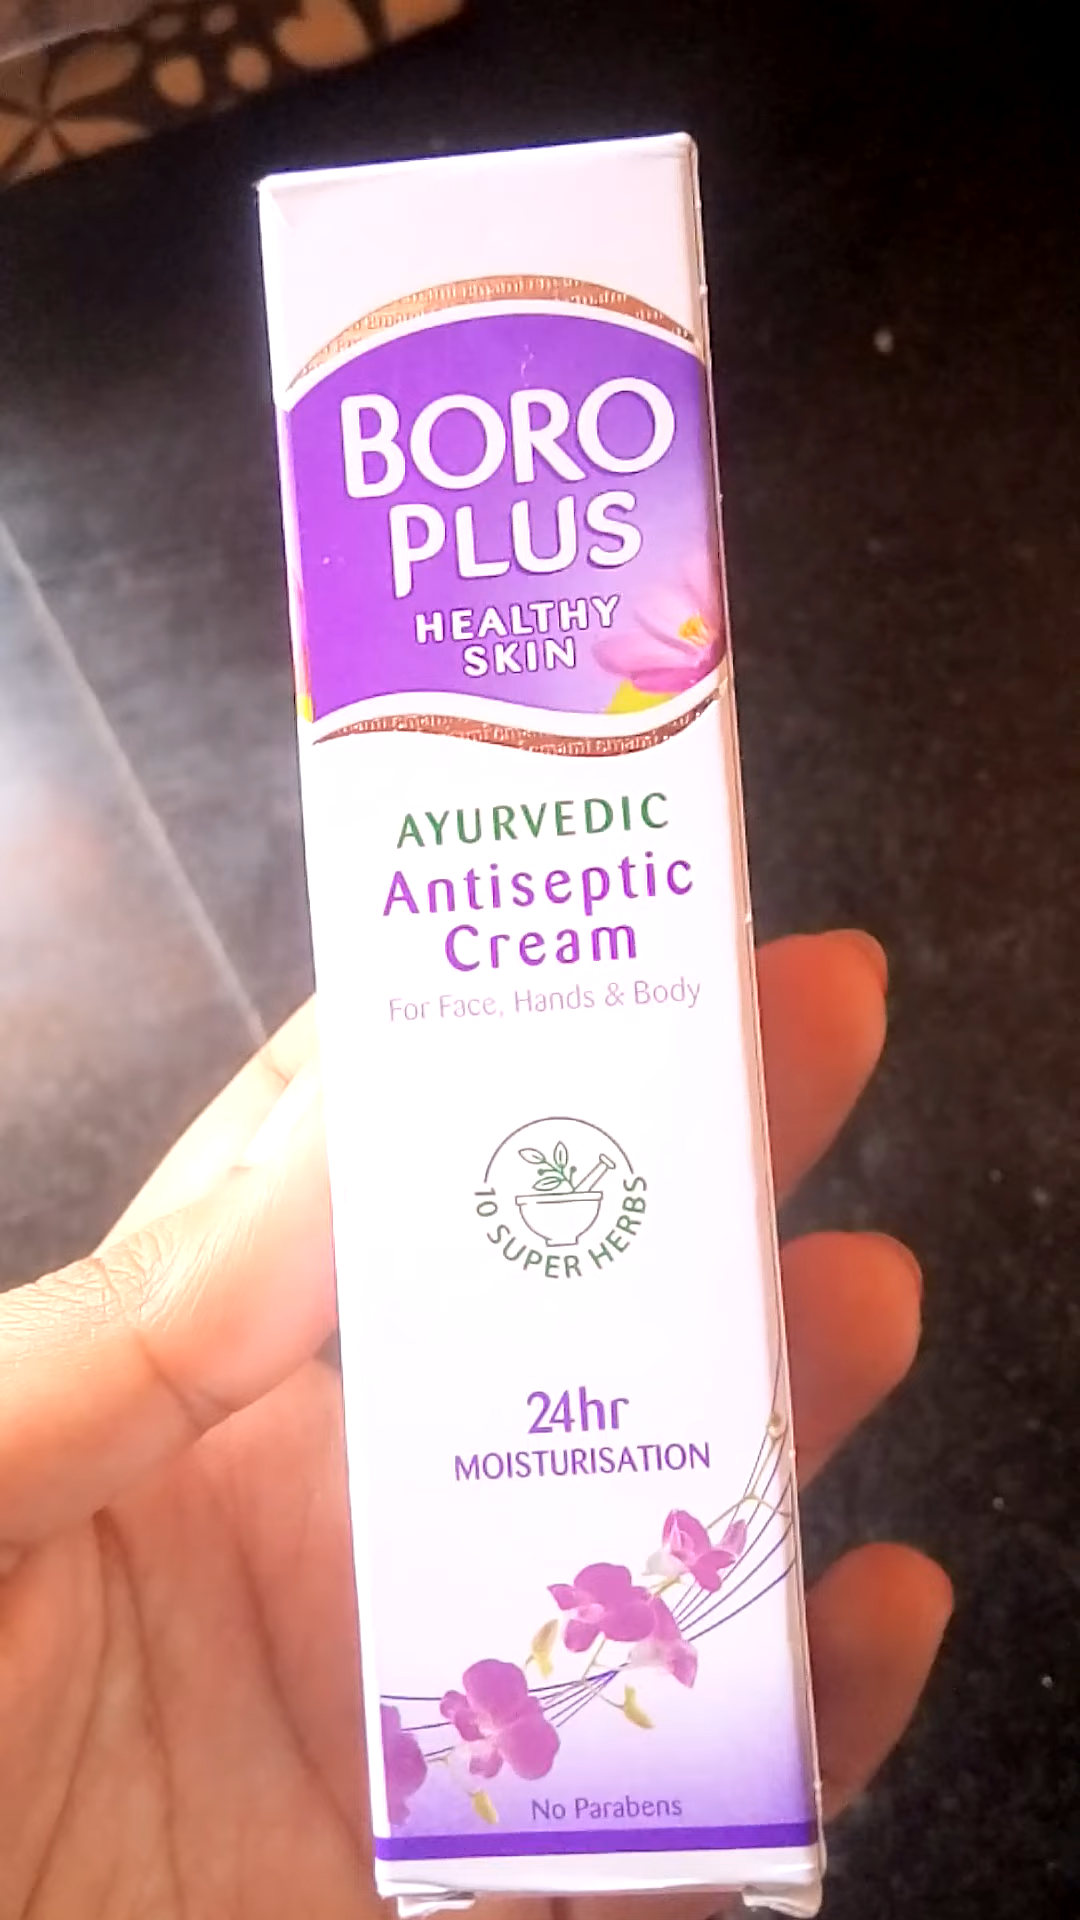 BORO
PLUS
HEALTHY
SKIN
AYURVEDIC
Antiseptic
Cream
For Face, Hands & Body
10 SUPER HERBS
24hr
MOISTURISATION
No Parabens